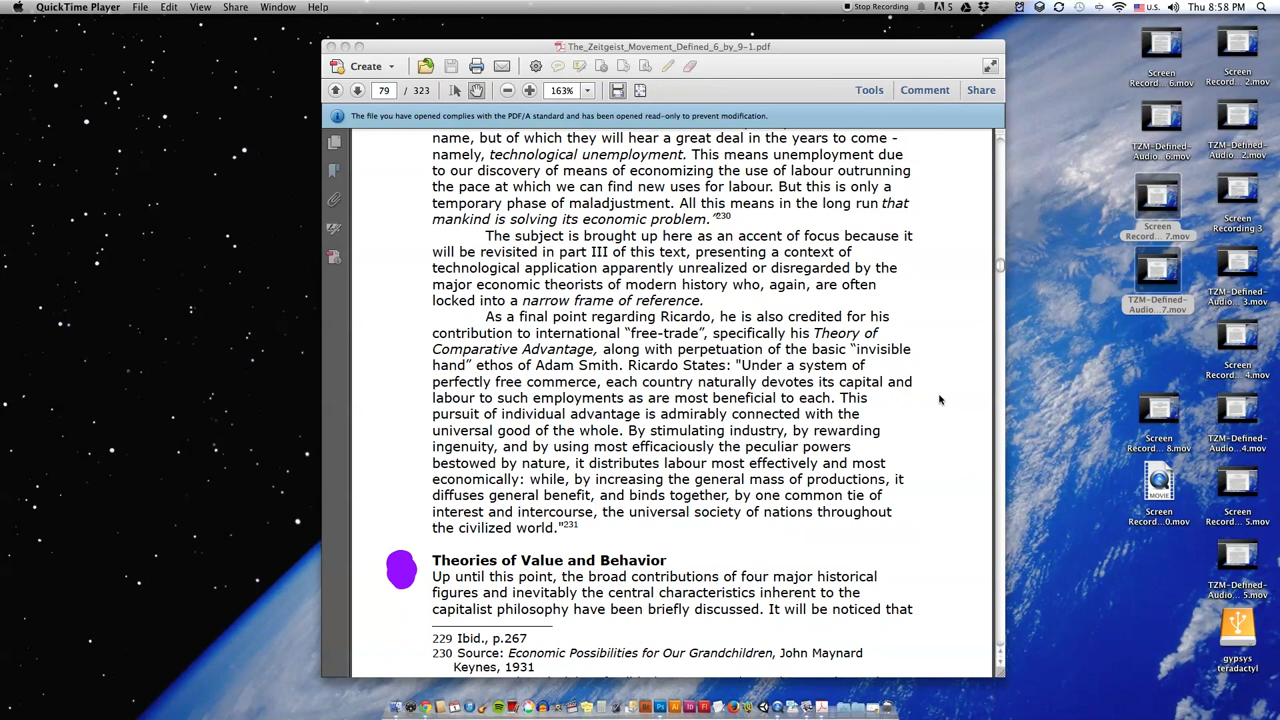 QuickTime Player File Edit View Share Window Help Stop Recording 5 U.S. Thu 8:58 PM
The_Zeitgeist_Movement_Defined_6_by_9-1.pdf
Create
79 / 323 163% Tools Comment Share
The file you have opened complies with the PDF/A standard and has been opened read-only to prevent modification.
name, but of which they will hear a great deal in the years to come -
namely, technological unemployment. This means unemployment due
to our discovery of means of economizing the use of labour outrunning
the pace at which we can find new uses for labour. But this is only a
temporary phase of maladjustment. All this means in the long run that
mankind is solving its economic problem."230
The subject is brought up here as an accent of focus because it
will be revisited in part III of this text, presenting a context of
technological application apparently unrealized or disregarded by the
major economic theorists of modern history who, again, are often
locked into a narrow frame of reference.
As a final point regarding Ricardo, he is also credited for his
contribution to international “free-trade”, specifically his Theory of
Comparative Advantage, along with perpetuation of the basic “invisible
hand” ethos of Adam Smith. Ricardo States: "Under a system of
perfectly free commerce, each country naturally devotes its capital and
labour to such employments as are most beneficial to each. This
pursuit of individual advantage is admirably connected with the
universal good of the whole. By stimulating industry, by rewarding
ingenuity, and by using most efficaciously the peculiar powers
bestowed by nature, it distributes labour most effectively and most
economically: while, by increasing the general mass of productions, it
diffuses general benefit, and binds together, by one common tie of
interest and intercourse, the universal society of nations throughout
the civilized world."231
Theories of Value and Behavior
Up until this point, the broad contributions of four major historical
figures and inevitably the central characteristics inherent to the
capitalist philosophy have been briefly discussed. It will be noticed that
229 Ibid., p.267
230 Source: Economic Possibilities for Our Grandchildren, John Maynard
Keynes, 1931
Screen
Record... 6.mov
Screen
Record... 2.mov
TZM-Defined-
Audio... 6.mov
TZM-Defined-
Audio... 2.mov
Screen
Record... 7.mov
Screen
Recording 3
TZM-Defined-
Audio... 7.mov
TZM-Defined-
Audio... 3.mov
Screen
Record... 4.mov
Screen
Record... 8.mov
TZM-Defined-
Audio... 4.mov
MOVIE
Screen
Record...0.mov
Screen
Record... 5.mov
TZM-Defined-
Audio... 5.mov
gypsys
teradactyl